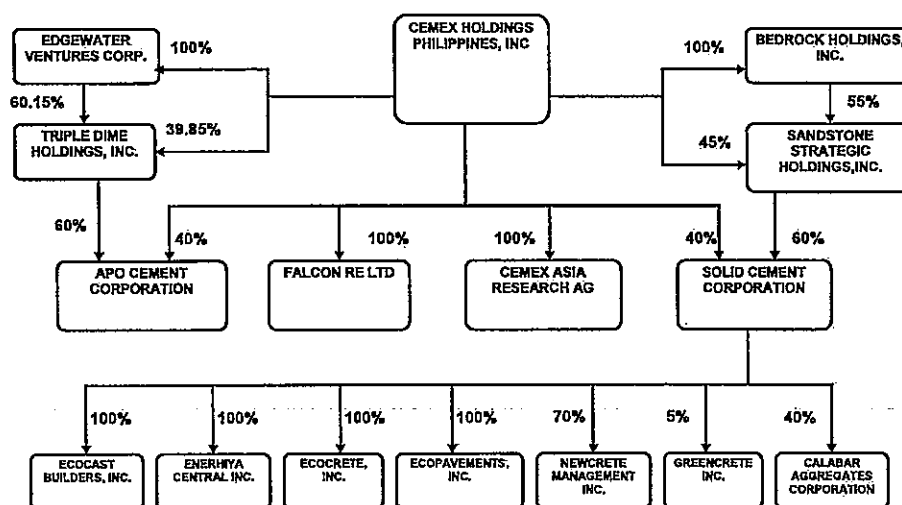 CEMEX HOLDINGS
PHILIPPINES, INC
EDGEWATER
VENTURES CORP.
100%
100%
BEDROCK HOLDINGS,
INC.
60.15%
55%
39.85%
TRIPLE DIME
HOLDINGS, INC.
45%
SANDSTONE
STRATEGIC
HOLDINGS,INC.
60%
40%
100%
100%
40%
60%
APO CEMENT
CORPORATION
FALCON RE LTD
CEMEX ASIA
RESEARCH AG
SOLID CEMENT
CORPORATION
100%
100%
100%
100%
70%
5%
40%
ECOCAST
BUILDERS, INC.
ENERHIYA
CENTRAL INC.
ECOCRETE,
INC.
ECOPAVEMENTS,
INC.
NEWCRETE
MANAGEMENT
INC.
GREENCRETE
INC.
CALABAR
AGGREGATES
CORPORATION